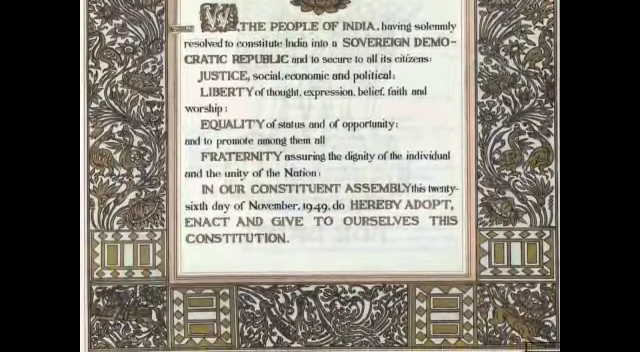 WE, THE PEOPLE OF INDIA, having solemnly
resolved to constitute India into a SOVEREIGN DEMO-
CRATIC REPUBLIC and to secure to all its citizens:
JUSTICE, social, economic and political;
LIBERTY of thought, expression, belief, faith and
worship;
EQUALITY of status and of opportunity;
and to promote among them all
FRATERNITY assuring the dignity of the individual
and the unity of the Nation;
IN OUR CONSTITUENT ASSEMBLY this twenty-
sixth day of November, 1949, do HEREBY ADOPT,
ENACT AND GIVE TO OURSELVES THIS
CONSTITUTION.